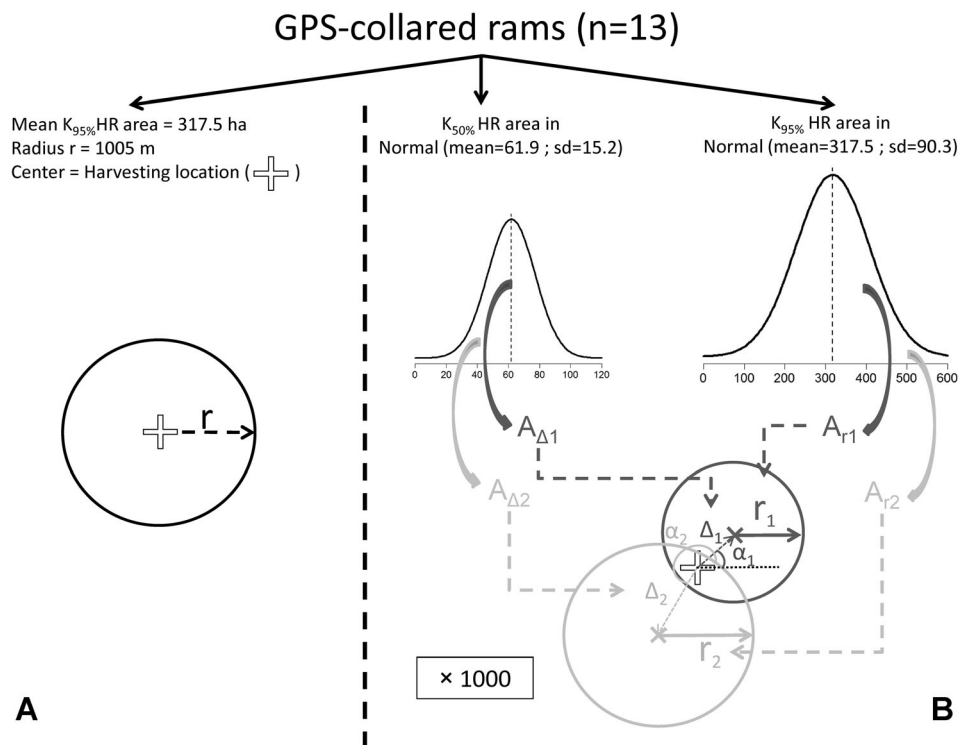 GPS-collared rams (n=13)
Mean K95%HR area = 317.5 ha
Radius r = 1005 m
Center = Harvesting location ( )
r
A
K50% HR area in
Normal (mean=61.9 ; sd=15.2)
K95% HR area in
Normal (mean=317.5 ; sd=90.3)
0 20 40 60 80 100 120
0 100 200 300 400 500 600
AΔ1
Ar1
AΔ2
Ar2
r1
Δ1
α2
α1
Δ2
r2
× 1000
B